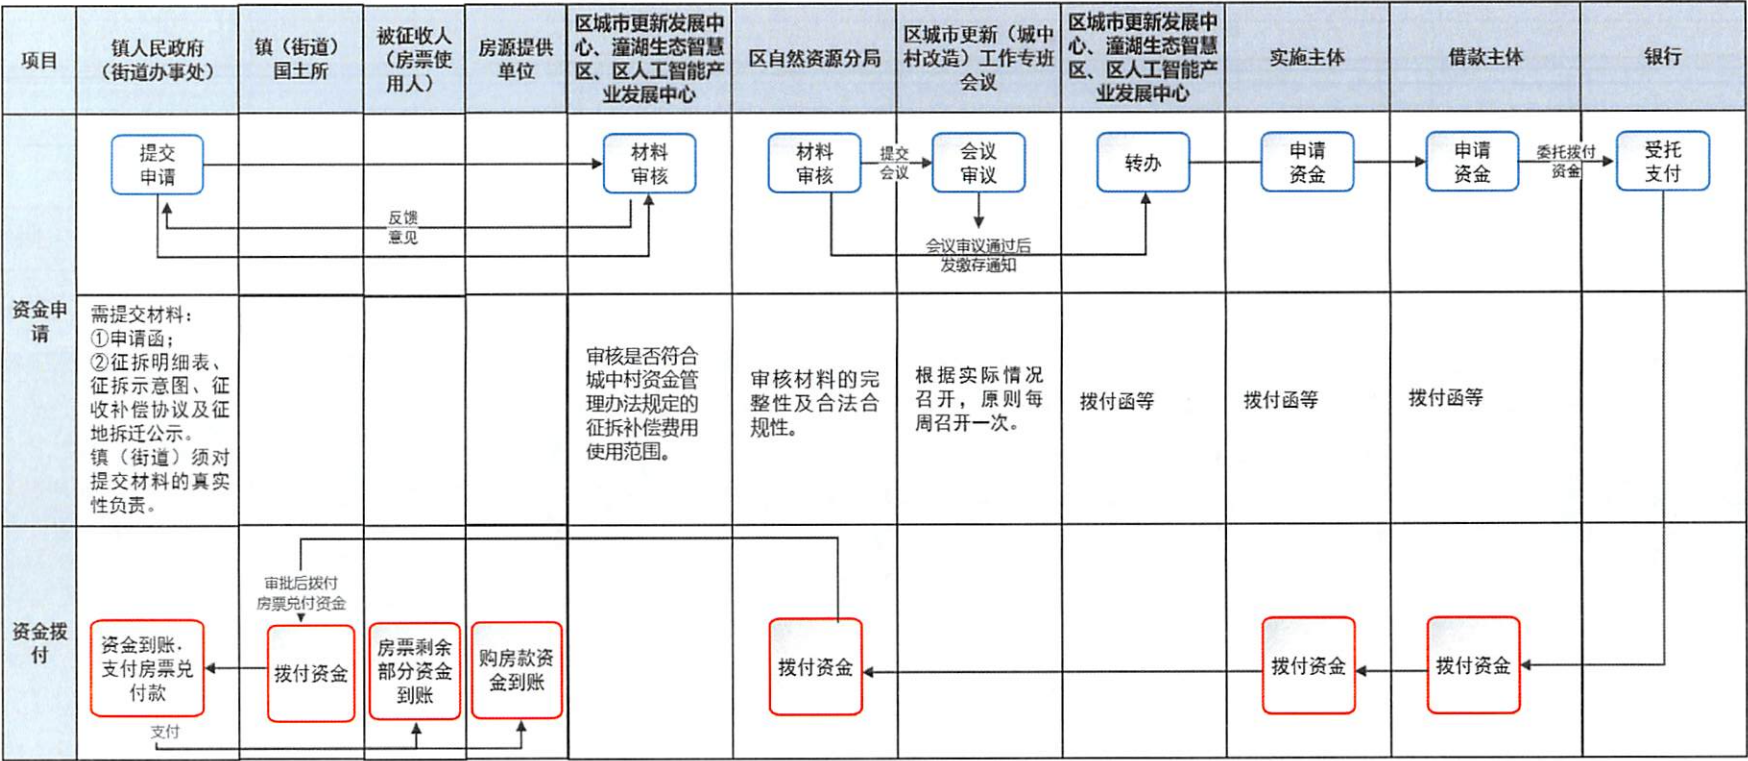 项目
镇人民政府
（街道办事处）
镇（街道）
国土所
被征收人
（房票使
用人）
房源提供
单位
区城市更新发展中
心、潼湖生态智慧
区、区人工智能产
业发展中心
区自然资源分局
区城市更新（城中
村改造）工作专班
会议
区城市更新发展中
心、潼湖生态智慧
区、区人工智能产
业发展中心
实施主体
借款主体
银行
资金申
请
提交
申请
材料
审核
材料
审核
提交
会议
会议
审议
转办
申请
资金
申请
资金
委托拨付
资金
受托
支付
反馈
意见
会议审议通过后
发缴存通知
需提交材料：
①申请函；
②征拆明细表、
征拆示意图、征
收补偿协议及征
地拆迁公示。
镇（街道）须对
提交材料的真实
性负责。
审核是否符合
城中村资金管
理办法规定的
征拆补偿费用
使用范围。
审核材料的完
整性及合法合
规性。
根据实际情况
召开，原则每
周召开一次。
拨付函等
拨付函等
拨付函等
资金拨
付
审批后拨付
房票兑付资金
资金到账.
支付房票兑
付款
拨付资金
房票剩余
部分资金
到账
购房款资
金到账
拨付资金
拨付资金
拨付资金
支付